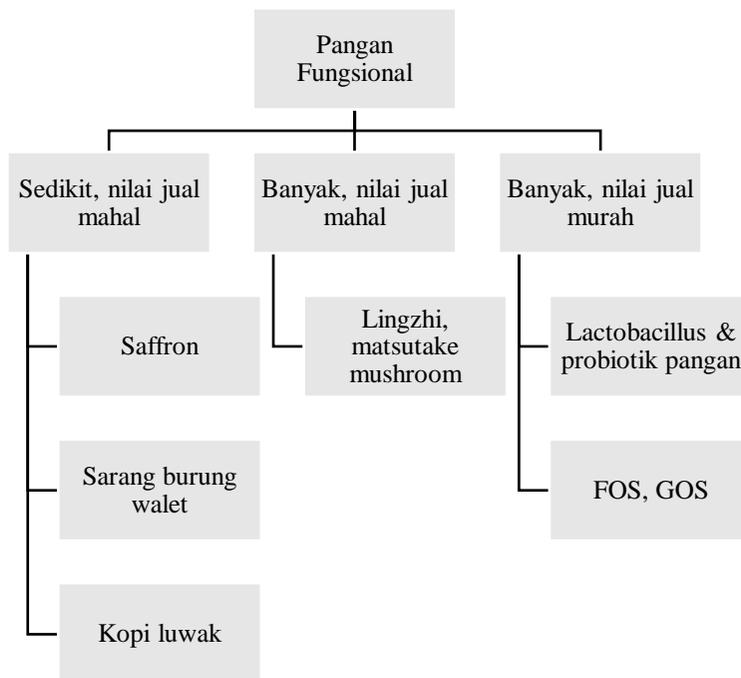 Pangan
Fungsional
Sedikit, nilai jual
mahal
Banyak, nilai jual
mahal
Banyak, nilai jual
murah
Saffron
Sarang burung
walet
Kopi luwak
Lingzhi,
matsutake
mushroom
Lactobacillus &
probiotik pangan
FOS, GOS